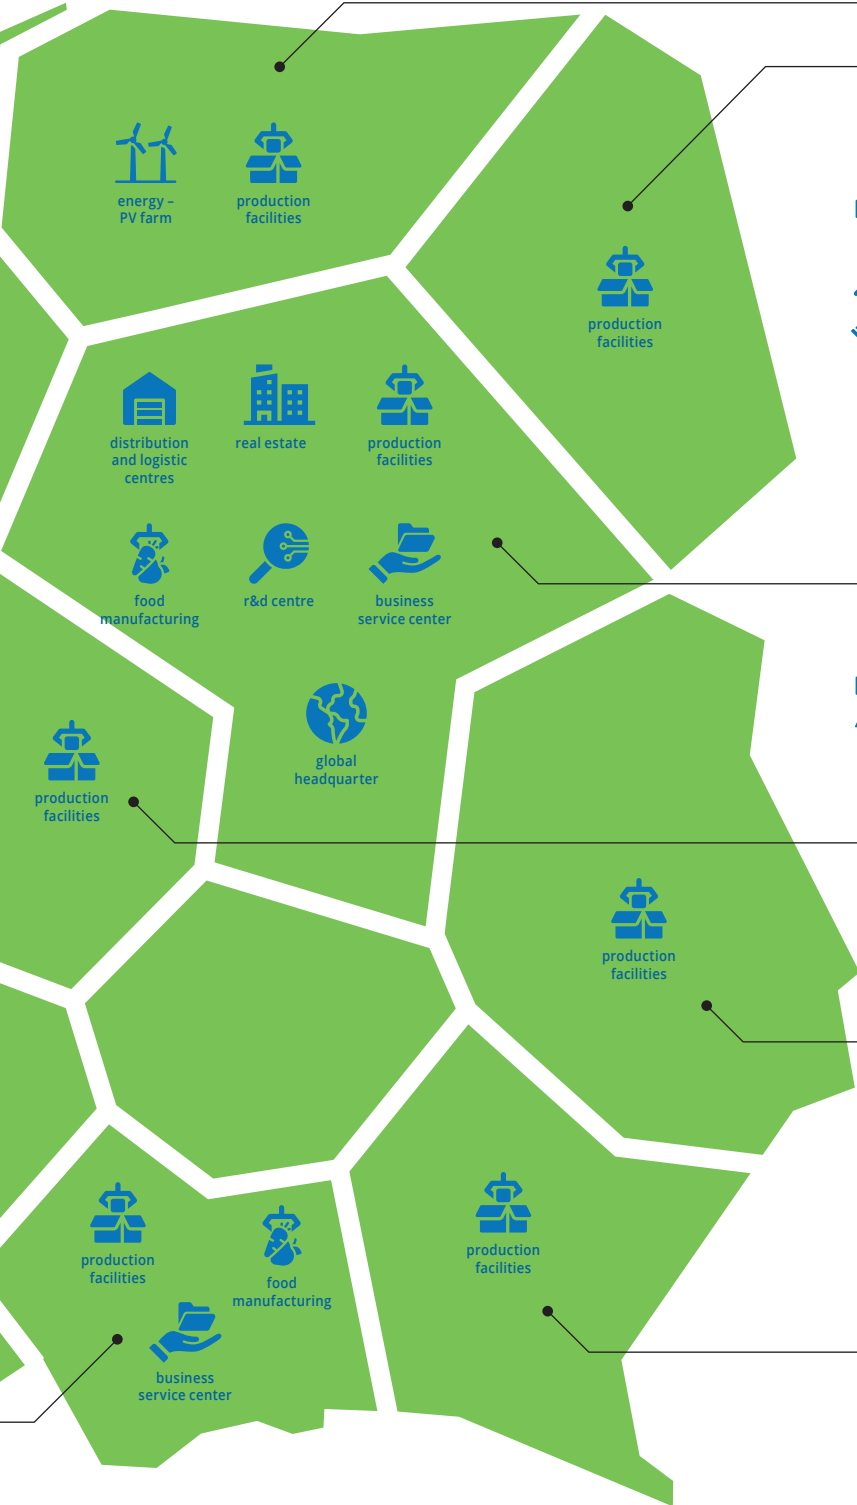 energy –
PV farm
production
facilities
production
facilities
distribution
and logistic
centres
real estate
production
facilities
food
manufacturing
r&d centre
business
service center
global
headquarter
production
facilities
production
facilities
production
facilities
food
manufacturing
production
facilities
business
service center